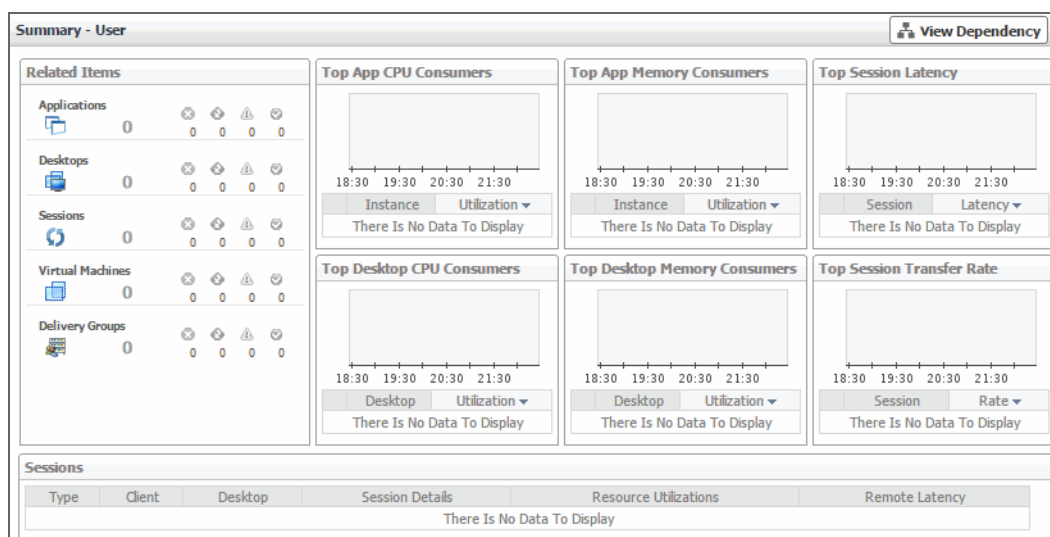 Summary - User
View Dependency
Related Items
Applications
0
0 0 0 0
Desktops
0
0 0 0 0
Sessions
0
0 0 0 0
Virtual Machines
0
0 0 0 0
Delivery Groups
0
0 0 0 0
Top App CPU Consumers
18:30 19:30 20:30 21:30
Instance Utilization
There Is No Data To Display
Top App Memory Consumers
18:30 19:30 20:30 21:30
Instance Utilization
There Is No Data To Display
Top Session Latency
18:30 19:30 20:30 21:30
Session Latency
There Is No Data To Display
Top Desktop CPU Consumers
18:30 19:30 20:30 21:30
Desktop Utilization
There Is No Data To Display
Top Desktop Memory Consumers
18:30 19:30 20:30 21:30
Desktop Utilization
There Is No Data To Display
Top Session Transfer Rate
18:30 19:30 20:30 21:30
Session Rate
There Is No Data To Display
Sessions
Type Client Desktop Session Details Resource Utilizations Remote Latency
There Is No Data To Display